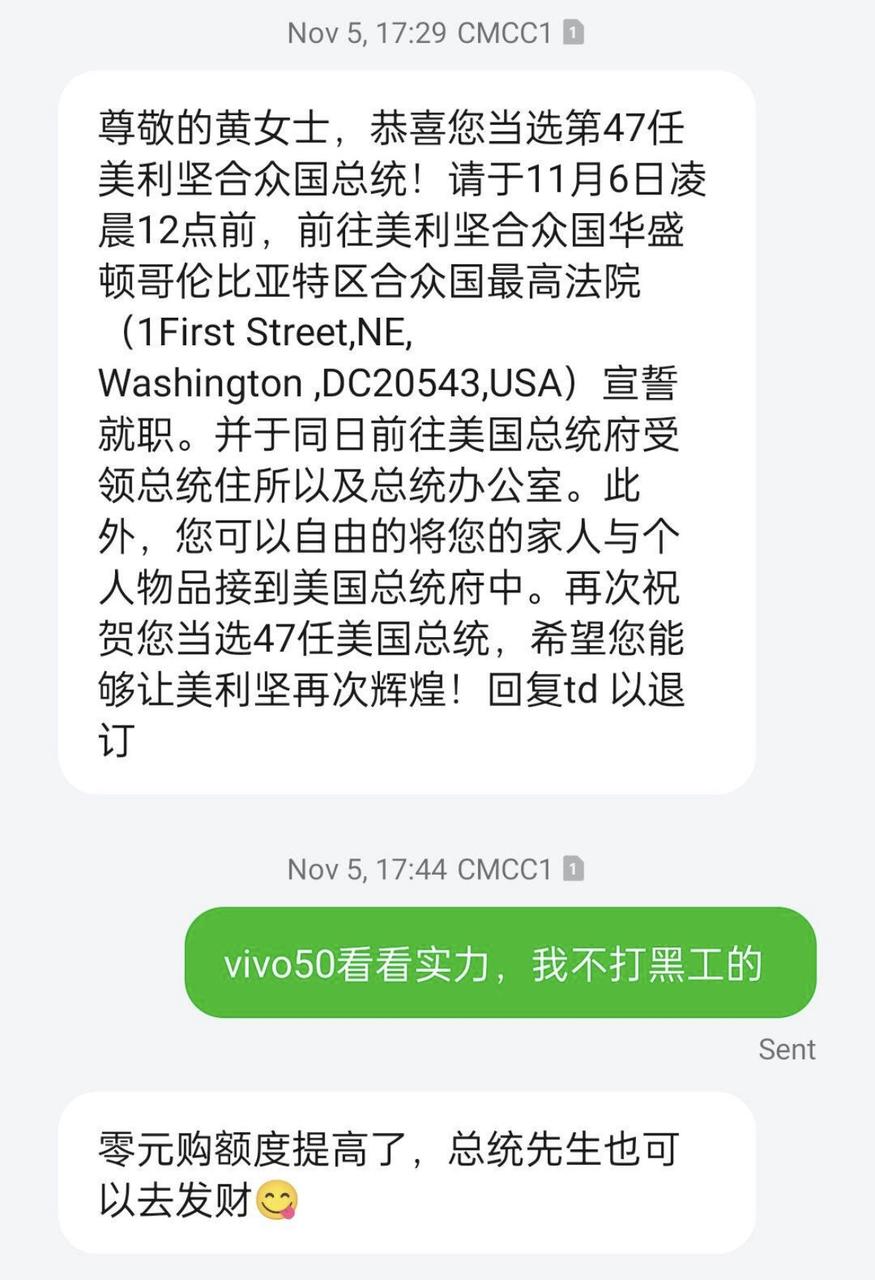 Nov 5, 17:29 CMCC1 1
尊敬的黄女士，恭喜您当选第47任
美利坚合众国总统！请于11月6日凌
晨12点前，前往美利坚合众国华盛
顿哥伦比亚特区合众国最高法院
（1First Street,NE,
Washington ,DC20543,USA）宣誓
就职。并于同日前往美国总统府受
领总统住所以及总统办公室。此
外，您可以自由的将您的家人与个
人物品接到美国总统府中。再次祝
贺您当选47任美国总统，希望您能
够让美利坚再次辉煌！回复td 以退
订
Nov 5, 17:44 CMCC1 1
vivo50看看实力，我不打黑工的
Sent
零元购额度提高了，总统先生也可
以去发财😋